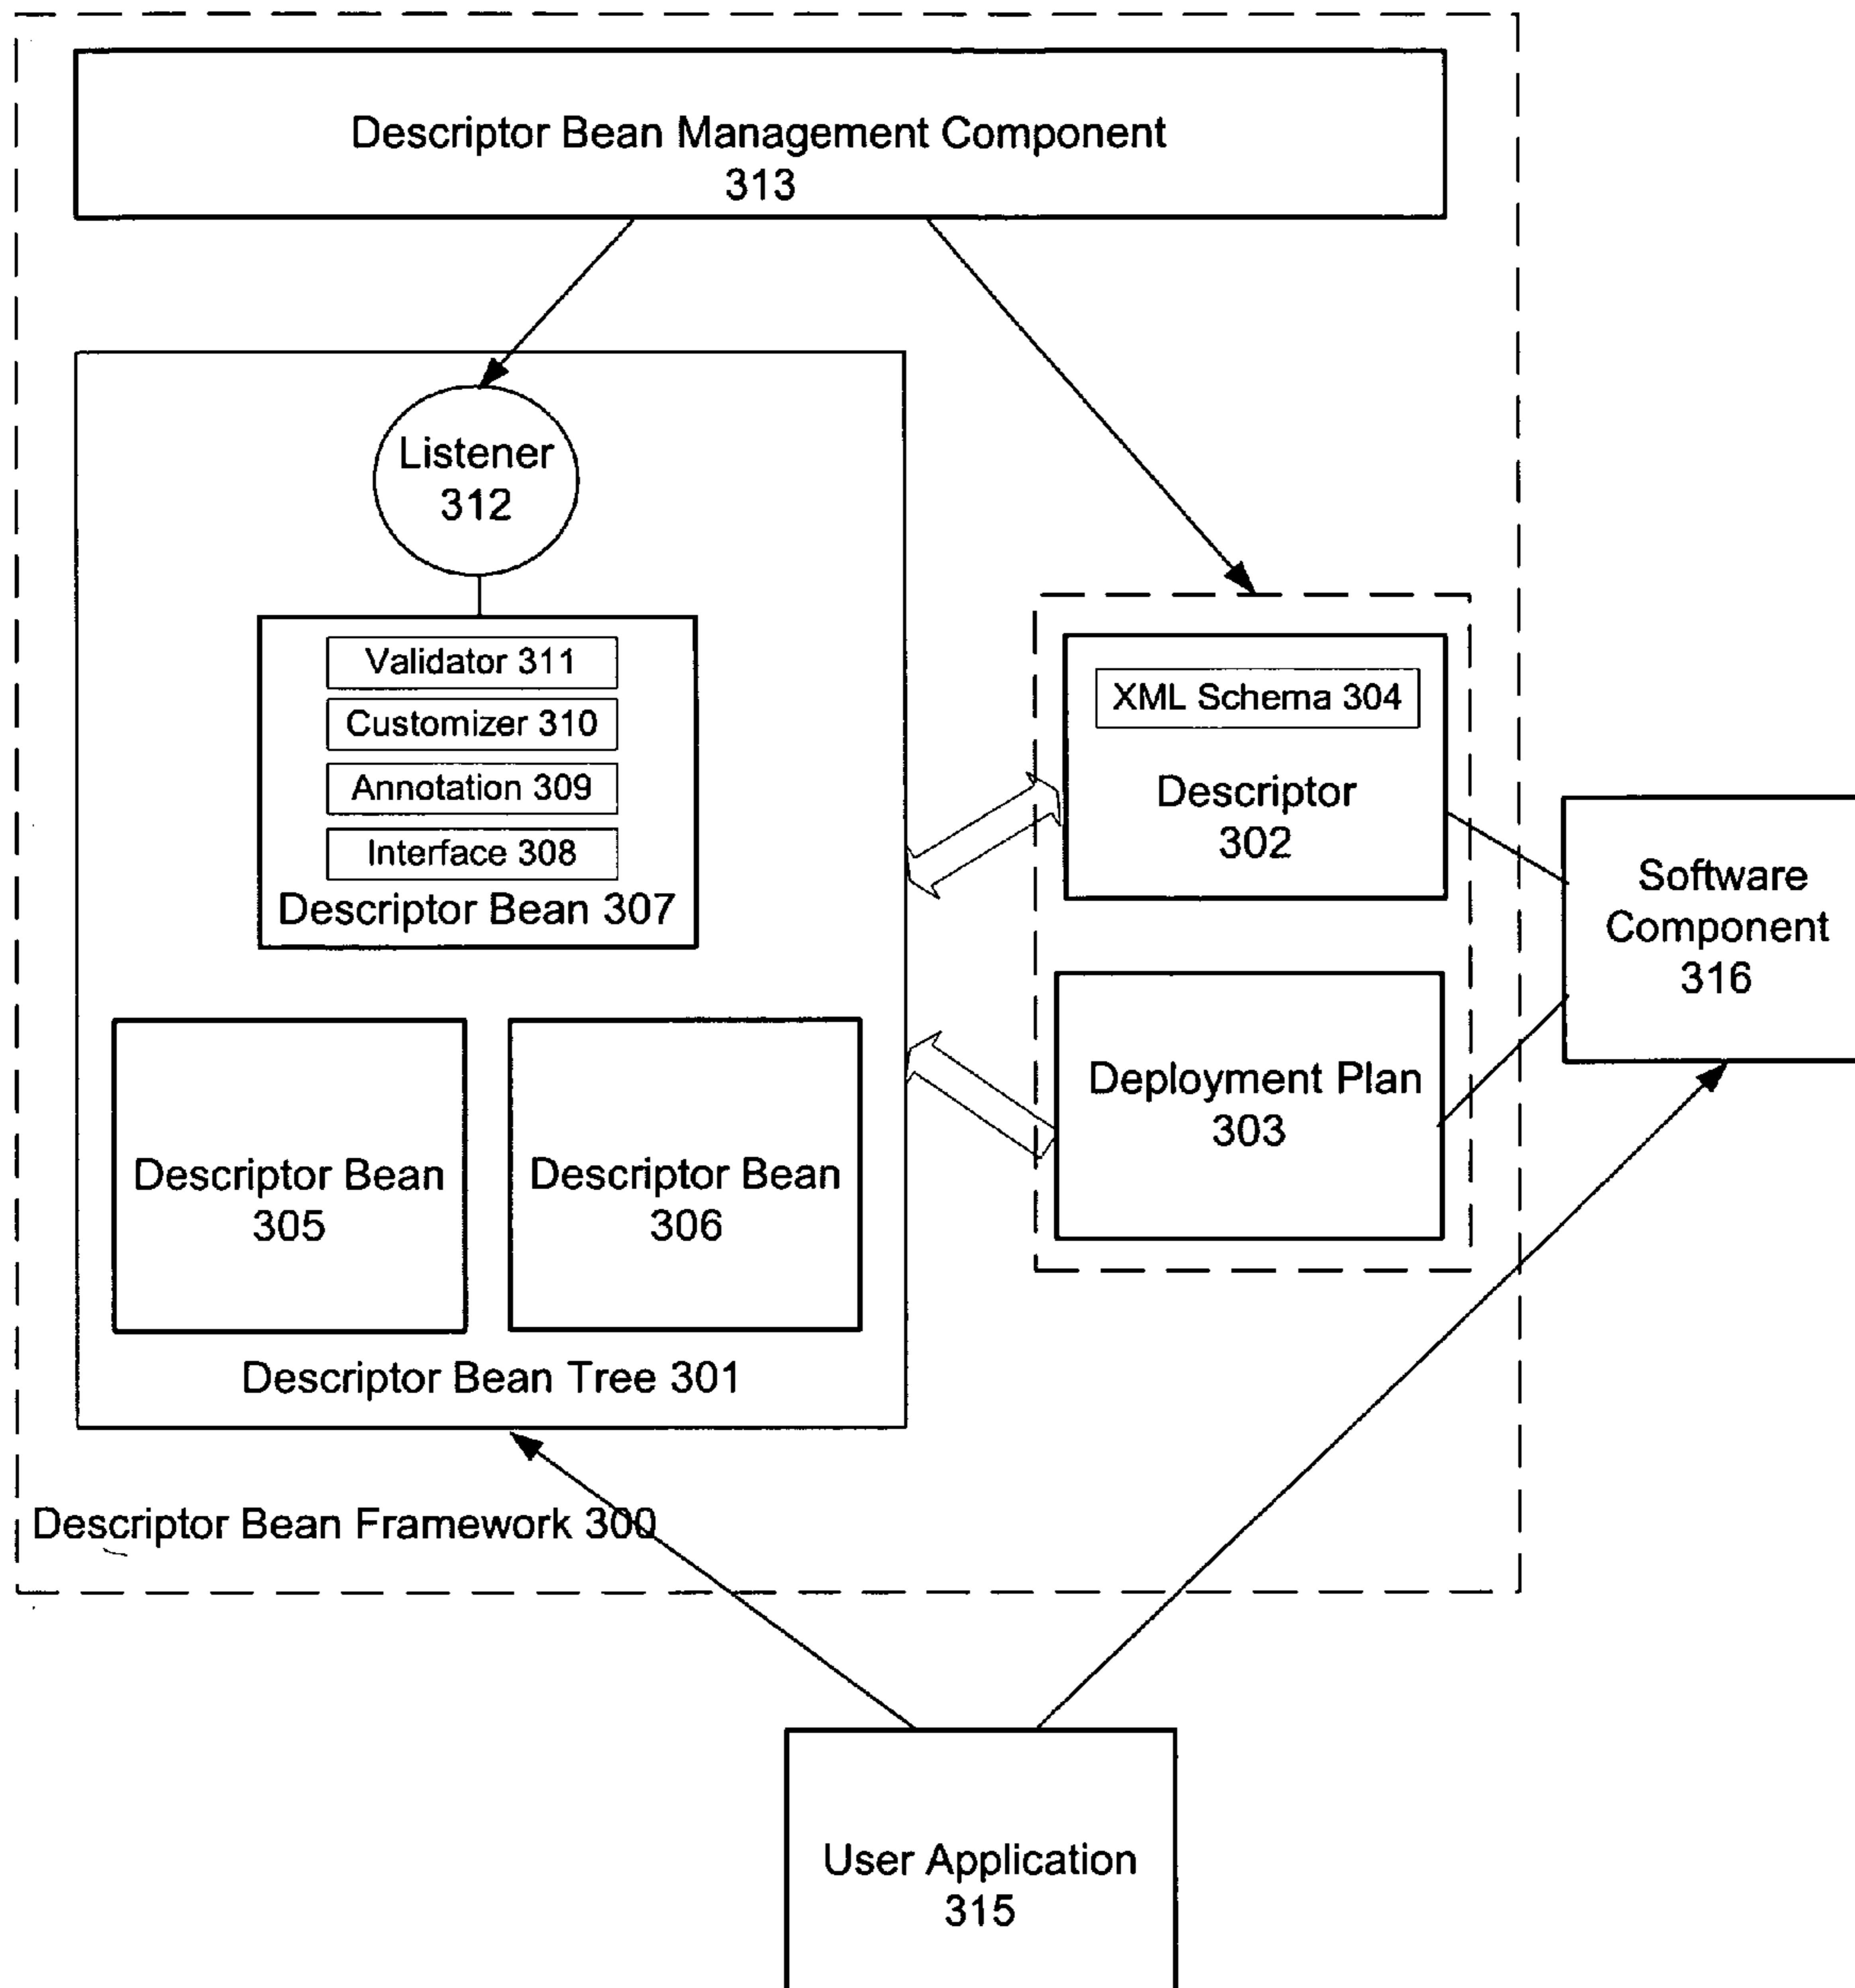 Descriptor Bean Management Component
313
Listener
312
Validator 311
Customizer 310
Annotation 309
Interface 308
Descriptor Bean 307
XML Schema 304
Descriptor
302
Software
Component
316
Deployment Plan
303
Descriptor Bean
305
Descriptor Bean
306
Descriptor Bean Tree 301
Descriptor Bean Framework 300
User Application
315